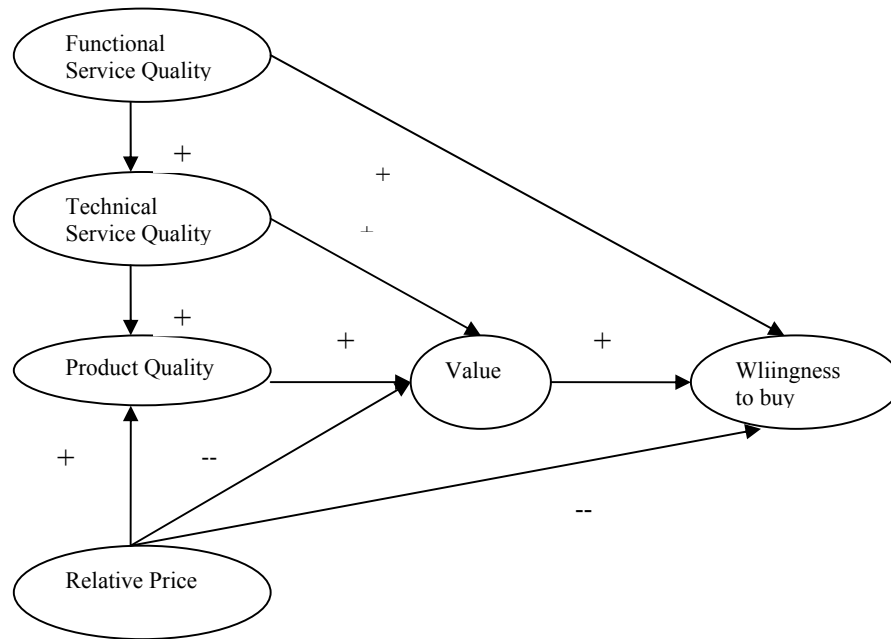 Functional
Service Quality
+
+
Technical
Service Quality
+
+
+
+
Product Quality
Value
Wliingness
to buy
+
--
--
Relative Price